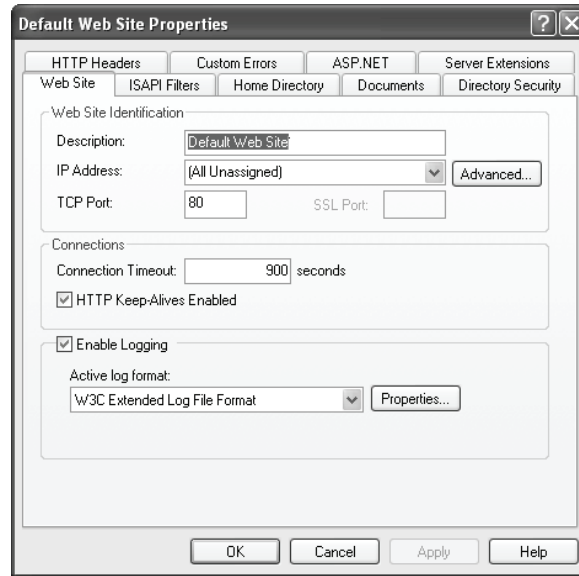 Default Web Site Properties
HTTP Headers Custom Errors ASP.NET Server Extensions
Web Site ISAPI Filters Home Directory Documents Directory Security
Web Site Identification
Description: Default Web Site
IP Address: (All Unassigned) Advanced...
TCP Port: 80 SSL Port:
Connections
Connection Timeout: 900 seconds
HTTP Keep-Alives Enabled
Enable Logging
Active log format:
W3C Extended Log File Format Properties...
OK Cancel Apply Help